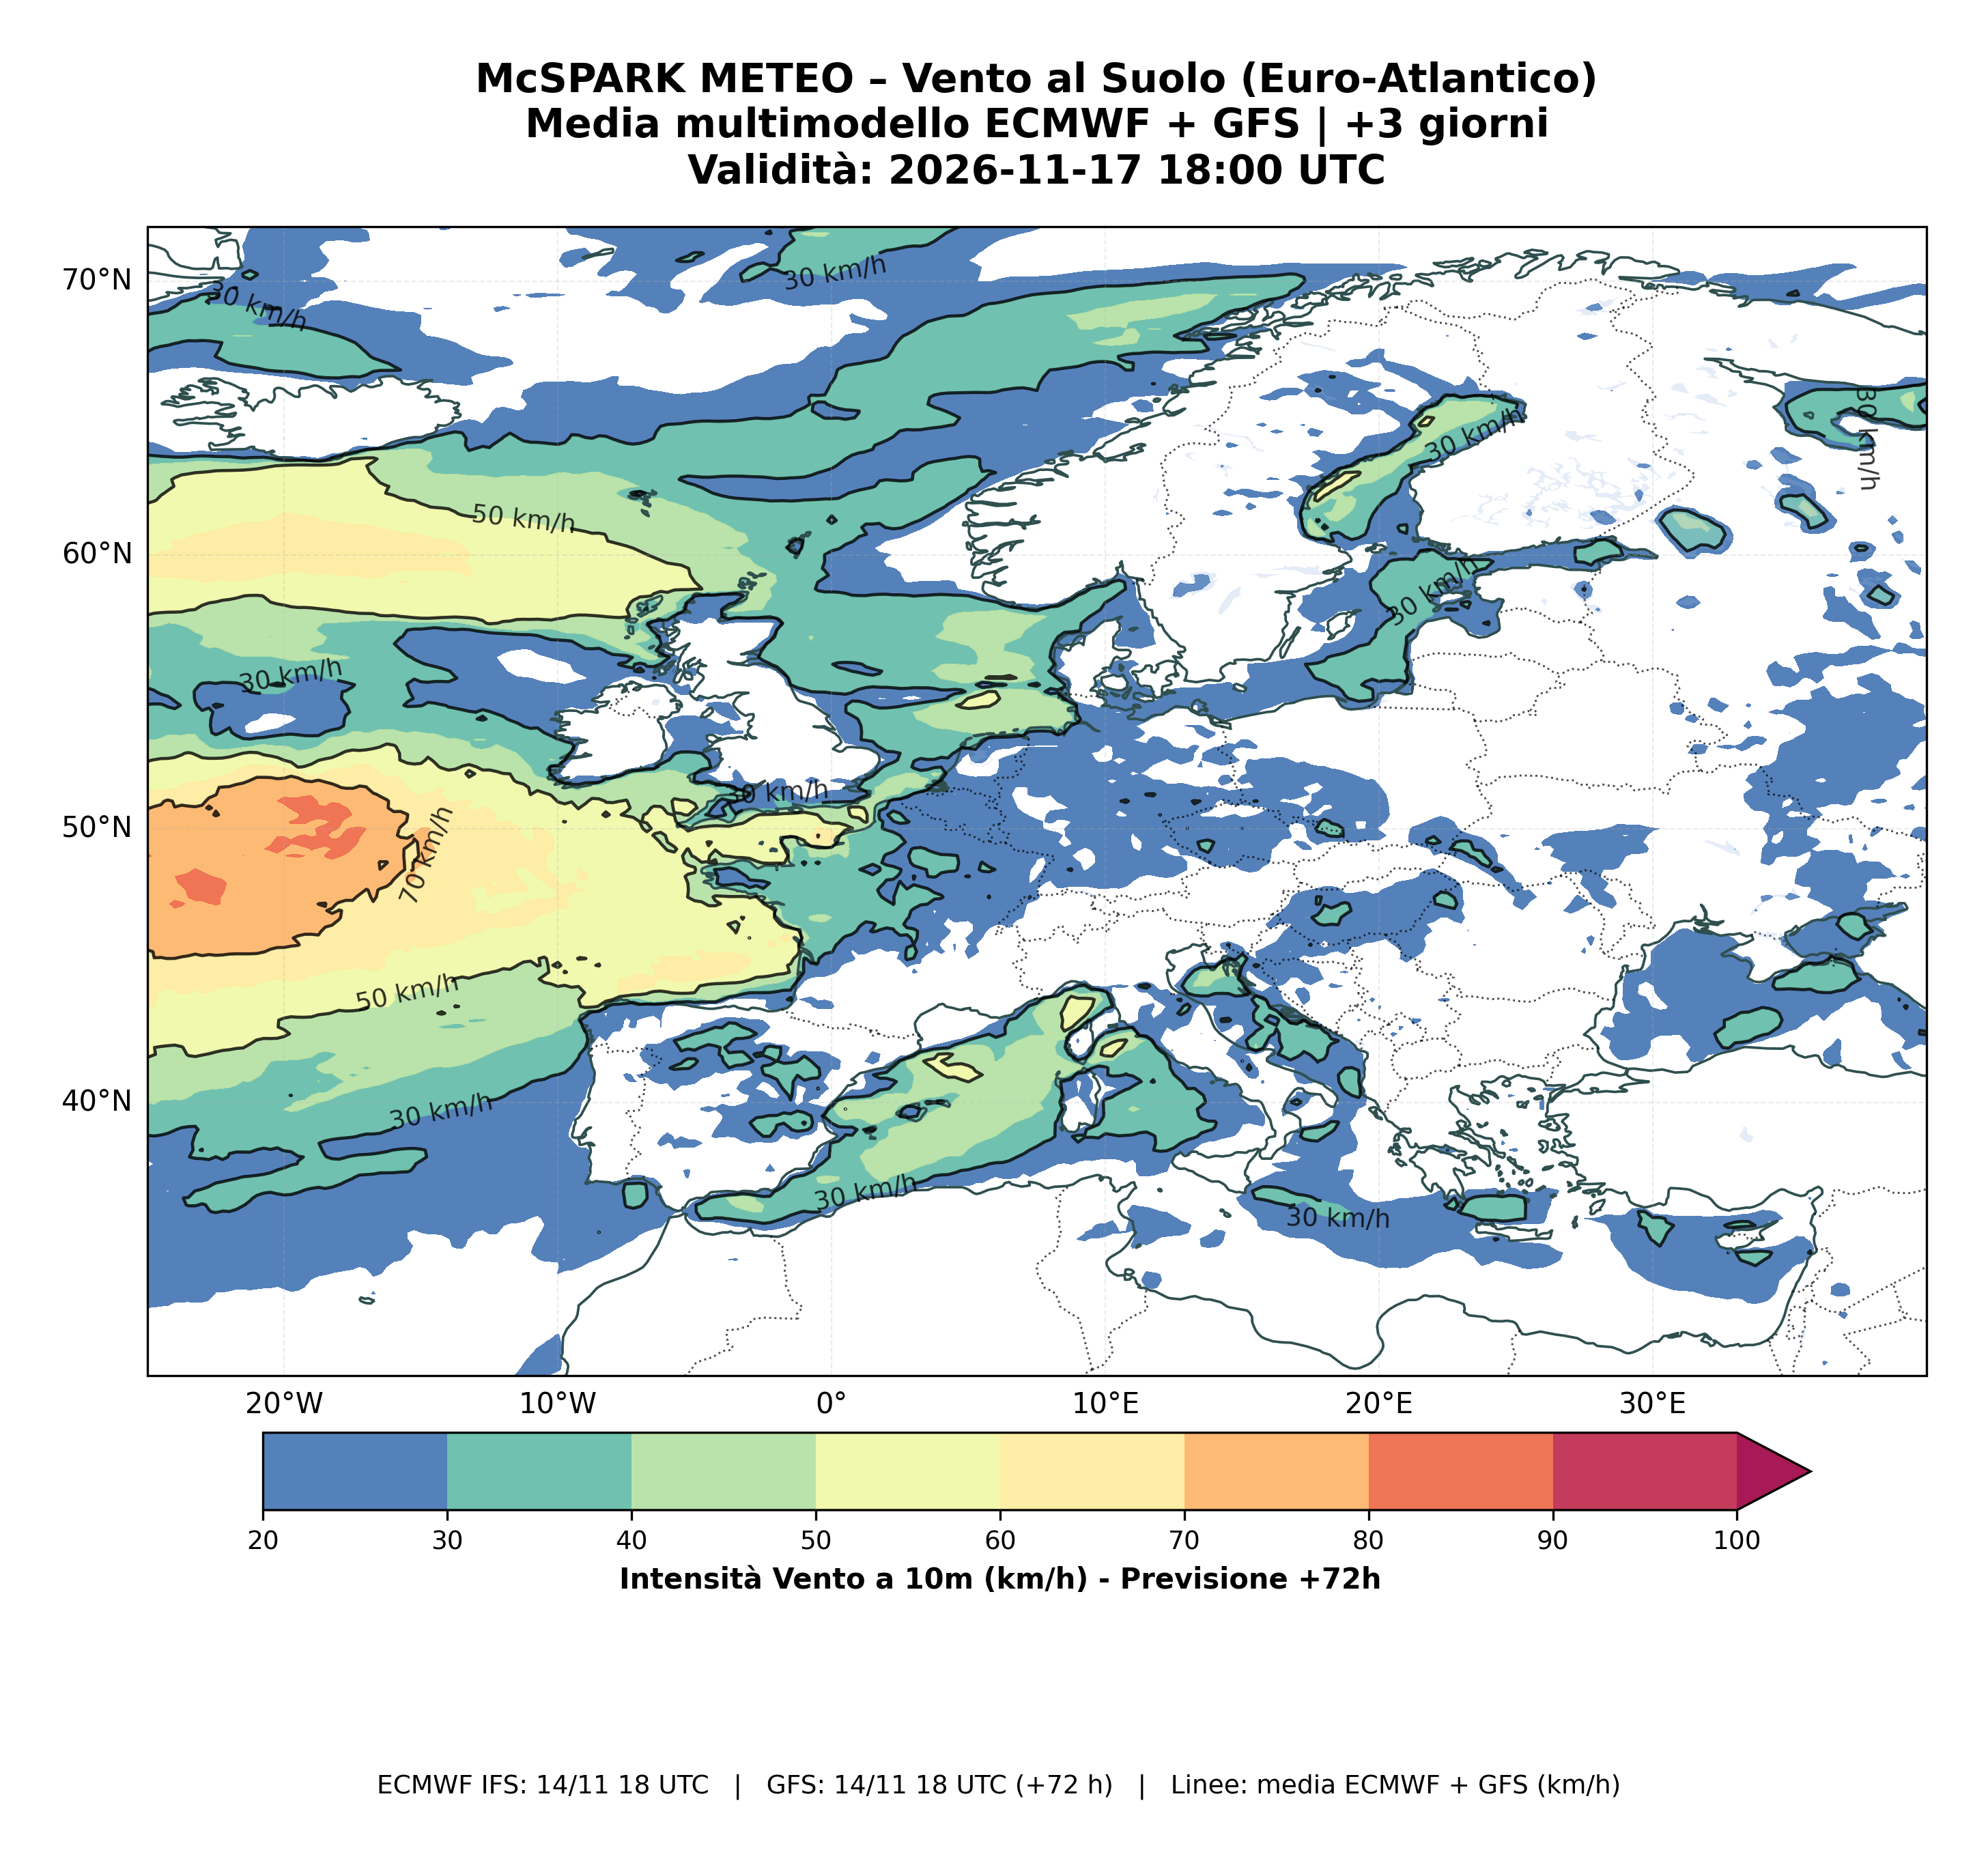 McSPARK METEO – Vento al Suolo (Euro-Atlantico)
Media multimodello ECMWF + GFS | +3 giorni
Validità: 2026-11-17 18:00 UTC
70°N
60°N
50°N
40°N
30 km/h
30 km/h
30 km/h
30 km/h
50 km/h
30 km/h
30 km/h
30 km/h
70 km/h
50 km/h
30 km/h
30 km/h
30 km/h
20°W
10°W
0°
10°E
20°E
30°E
20
30
40
50
60
70
80
90
100
Intensità Vento a 10m (km/h) - Previsione +72h
ECMWF IFS: 14/11 18 UTC | GFS: 14/11 18 UTC (+72 h) | Linee: media ECMWF + GFS (km/h)